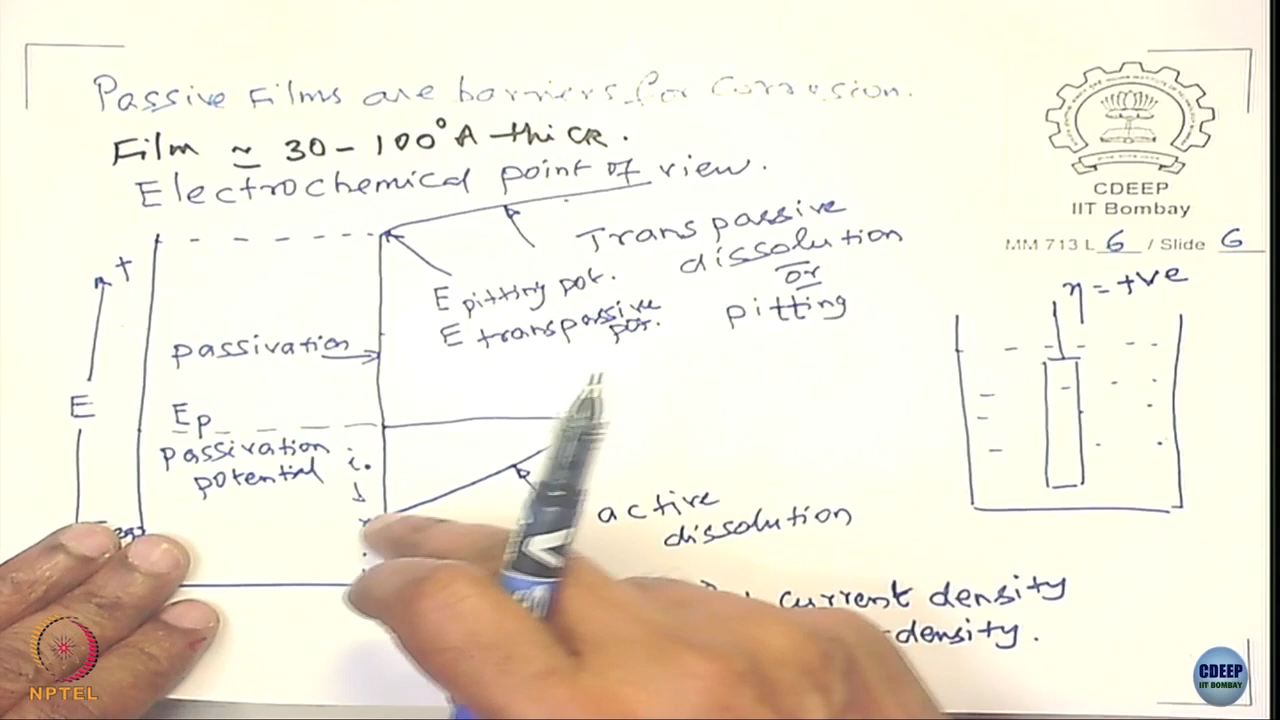 Passive Films are barriers for Corrosion.
Film ≃ 30-100°A thick.
Electrochemical point of view.
CDEEP
IIT Bombay
MM 713 L 6 / Slide 6
+
E
Trans passive
dissolution
or
pitting
E pitting pot.
E transpassive
pot.
η = +ve
passivation
Ep
passivation
potential
active
dissolution
current density
density.
NPTEL
CDEEP
IIT BOMBAY